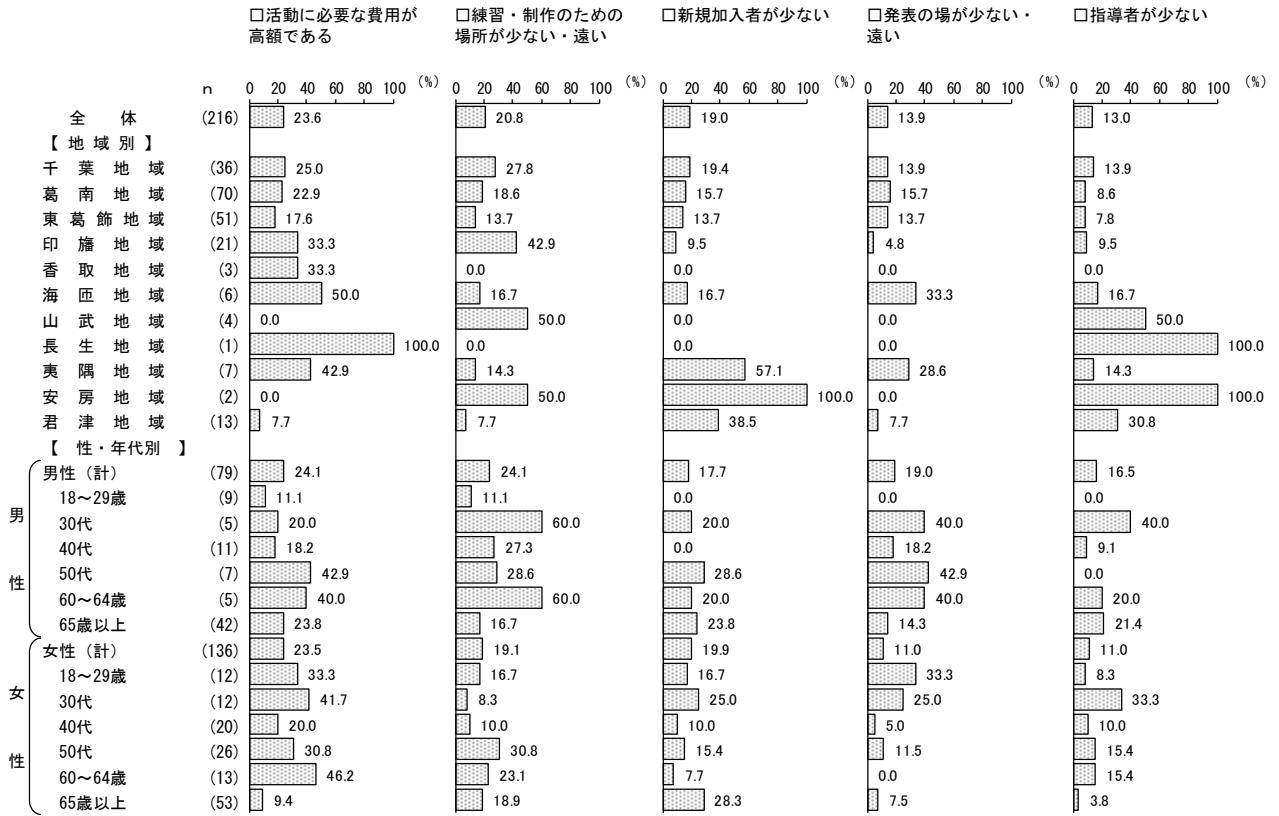 □活動に必要な費用が
高額である
□練習・制作のための
場所が少ない・遠い
□新規加入者が少ない
□発表の場が少ない・
遠い
□指導者が少ない
n 0 20 40 60 80 100 (%) 0 20 40 60 80 100 (%) 0 20 40 60 80 100 (%) 0 20 40 60 80 100 (%) 0 20 40 60 80 100 (%)
全体 (216) 23.6 20.8 19.0 13.9 13.0
【地域別】
千葉地域 (36) 25.0 27.8 19.4 13.9 13.9
葛南地域 (70) 22.9 18.6 15.7 15.7 8.6
東葛飾地域 (51) 17.6 13.7 13.7 13.7 7.8
印旛地域 (21) 33.3 42.9 9.5 4.8 9.5
香取地域 (3) 33.3 0.0 0.0 0.0 0.0
海匝地域 (6) 50.0 16.7 16.7 33.3 16.7
山武地域 (4) 0.0 50.0 0.0 0.0 50.0
長生地域 (1) 100.0 0.0 0.0 0.0 100.0
夷隅地域 (7) 42.9 14.3 57.1 28.6 14.3
安房地域 (2) 0.0 50.0 100.0 0.0 100.0
君津地域 (13) 7.7 7.7 38.5 7.7 30.8
【性・年代別】
男性
男性(計) (79) 24.1 24.1 17.7 19.0 16.5
18～29歳 (9) 11.1 11.1 0.0 0.0 0.0
30代 (5) 20.0 60.0 20.0 40.0 40.0
40代 (11) 18.2 27.3 0.0 18.2 9.1
50代 (7) 42.9 28.6 28.6 42.9 0.0
60～64歳 (5) 40.0 60.0 20.0 40.0 20.0
65歳以上 (42) 23.8 16.7 23.8 14.3 21.4
女性
女性(計) (136) 23.5 19.1 19.9 11.0 11.0
18～29歳 (12) 33.3 16.7 16.7 33.3 8.3
30代 (12) 41.7 8.3 25.0 25.0 33.3
40代 (20) 20.0 10.0 10.0 5.0 10.0
50代 (26) 30.8 30.8 15.4 11.5 15.4
60～64歳 (13) 46.2 23.1 7.7 0.0 15.4
65歳以上 (53) 9.4 18.9 28.3 7.5 3.8